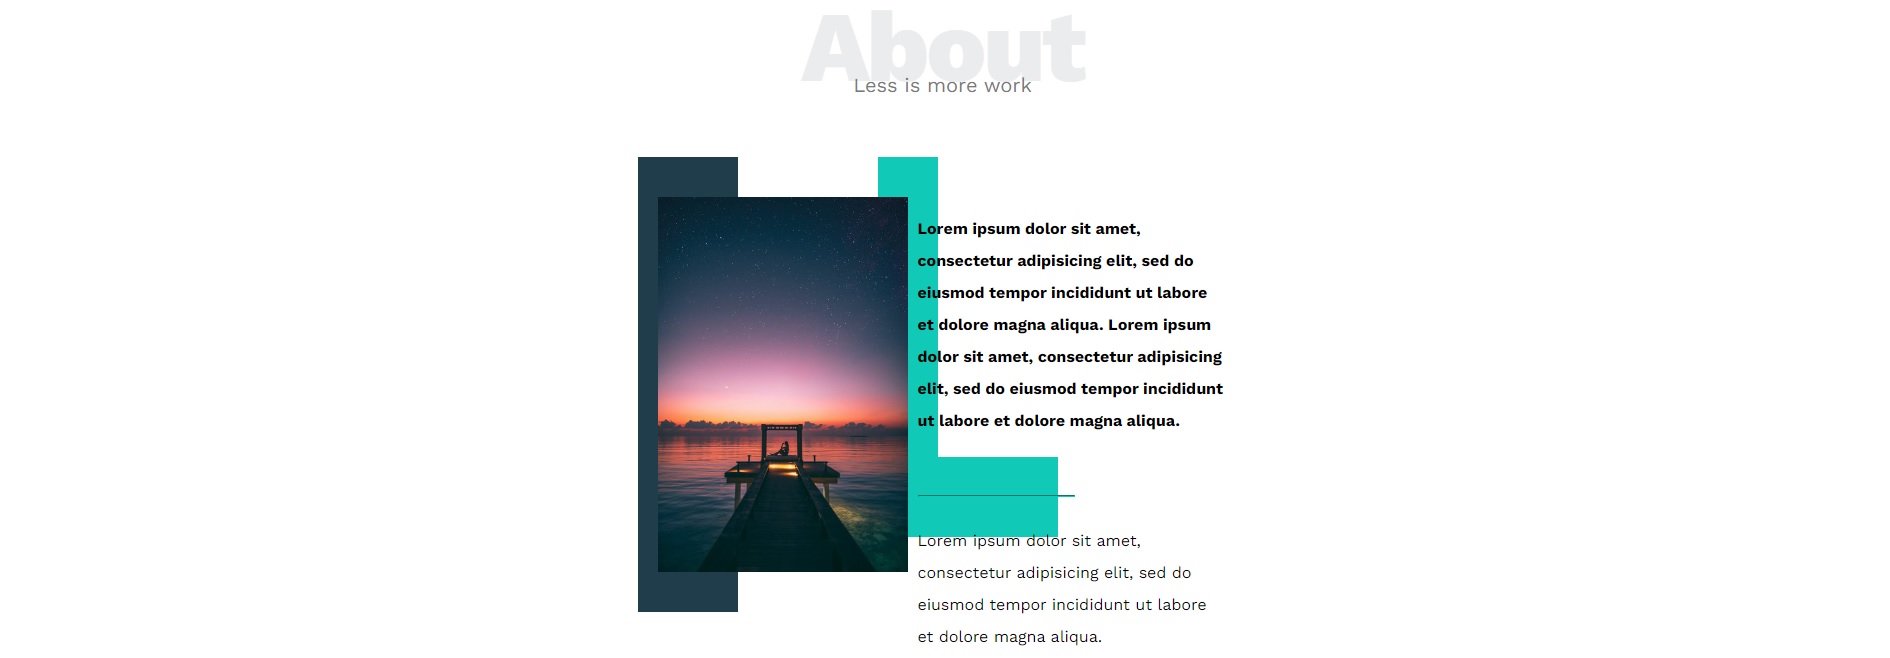 About
Less is more work
Lorem ipsum dolor sit amet,
consectetur adipisicing elit, sed do
eiusmod tempor incididunt ut labore
et dolore magna aliqua. Lorem ipsum
dolor sit amet, consectetur adipisicing
elit, sed do eiusmod tempor incididunt
ut labore et dolore magna aliqua.
Lorem ipsum dolor sit amet,
consectetur adipisicing elit, sed do
eiusmod tempor incididunt ut labore
et dolore magna aliqua.